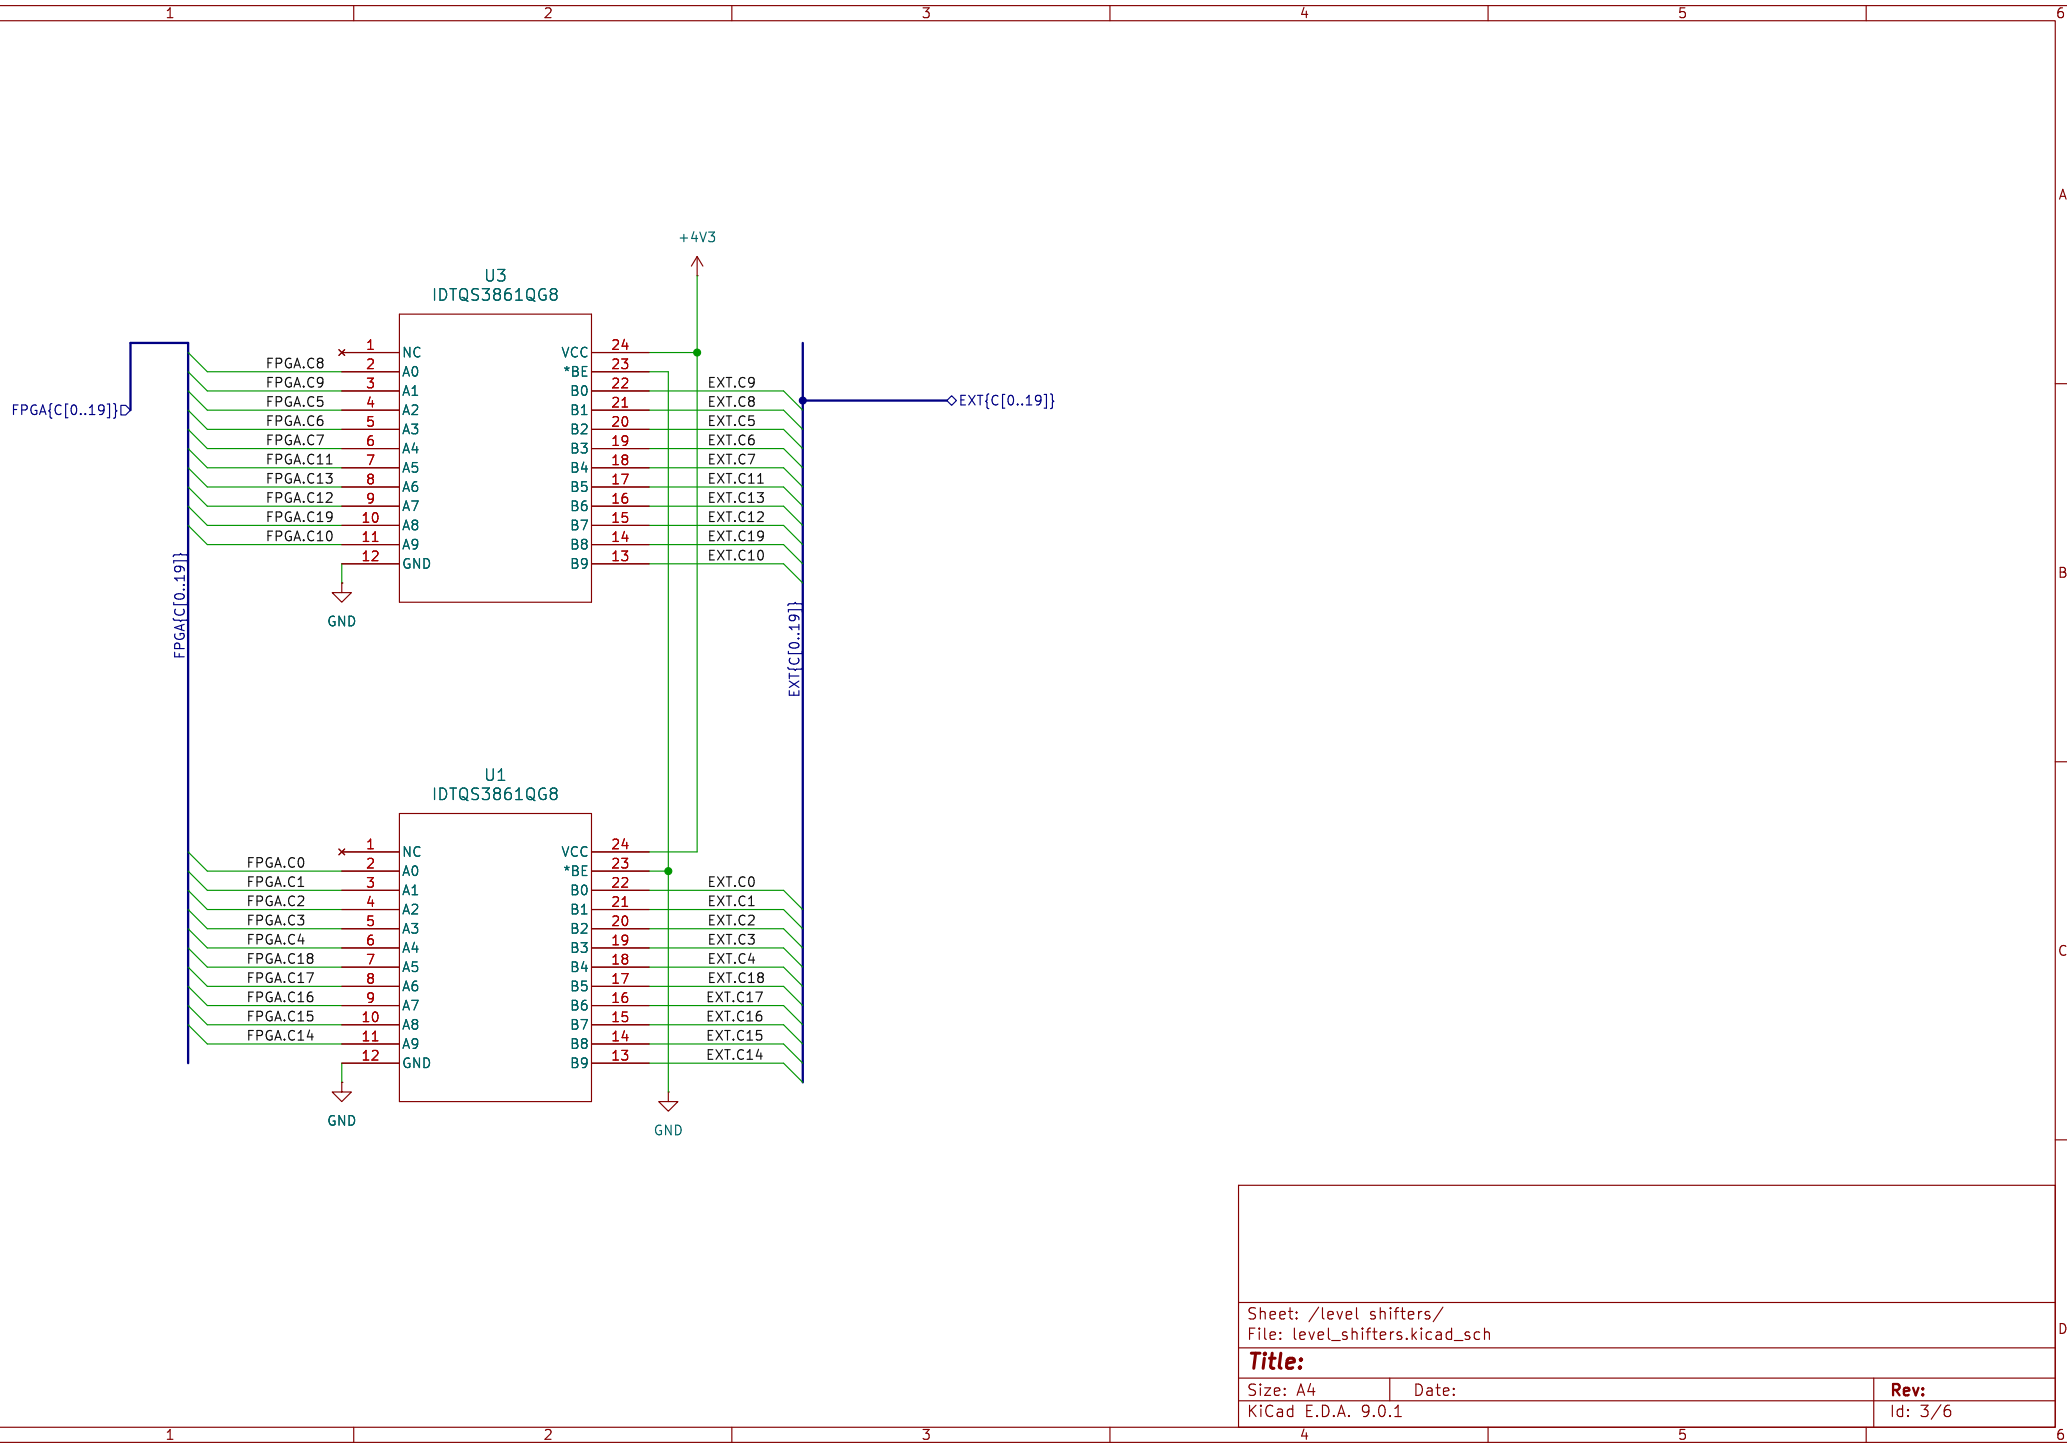 1 2 3 4 5 6
A
+4V3
U3
IDTQS3861QG8
1 NC VCC 24
FPGA.C8 2 A0 *BE 23
FPGA.C9 3 A1 B0 22 EXT.C9
FPGA.C5 4 A2 B1 21 EXT.C8
FPGA.C6 5 A3 B2 20 EXT.C5
FPGA.C7 6 A4 B3 19 EXT.C6
FPGA.C11 7 A5 B4 18 EXT.C7
FPGA.C13 8 A6 B5 17 EXT.C11
FPGA.C12 9 A7 B6 16 EXT.C13
FPGA.C19 10 A8 B7 15 EXT.C12
FPGA.C10 11 A9 B8 14 EXT.C19
12 GND B9 13 EXT.C10
GND
FPGA{C[0..19]}
EXT{C[0..19]}
FPGA{C[0..19]}
EXT{C[0..19]}
B
U1
IDTQS3861QG8
1 NC VCC 24
FPGA.C0 2 A0 *BE 23
FPGA.C1 3 A1 B0 22 EXT.C0
FPGA.C2 4 A2 B1 21 EXT.C1
FPGA.C3 5 A3 B2 20 EXT.C2
FPGA.C4 6 A4 B3 19 EXT.C3
FPGA.C18 7 A5 B4 18 EXT.C4
FPGA.C17 8 A6 B5 17 EXT.C18
FPGA.C16 9 A7 B6 16 EXT.C17
FPGA.C15 10 A8 B7 15 EXT.C16
FPGA.C14 11 A9 B8 14 EXT.C15
12 GND B9 13 EXT.C14
GND
GND
C
Sheet: /level shifters/
File: level_shifters.kicad_sch
D
Title:
Size: A4 Date: Rev:
KiCad E.D.A. 9.0.1 Id: 3/6
1 2 3 4 5 6